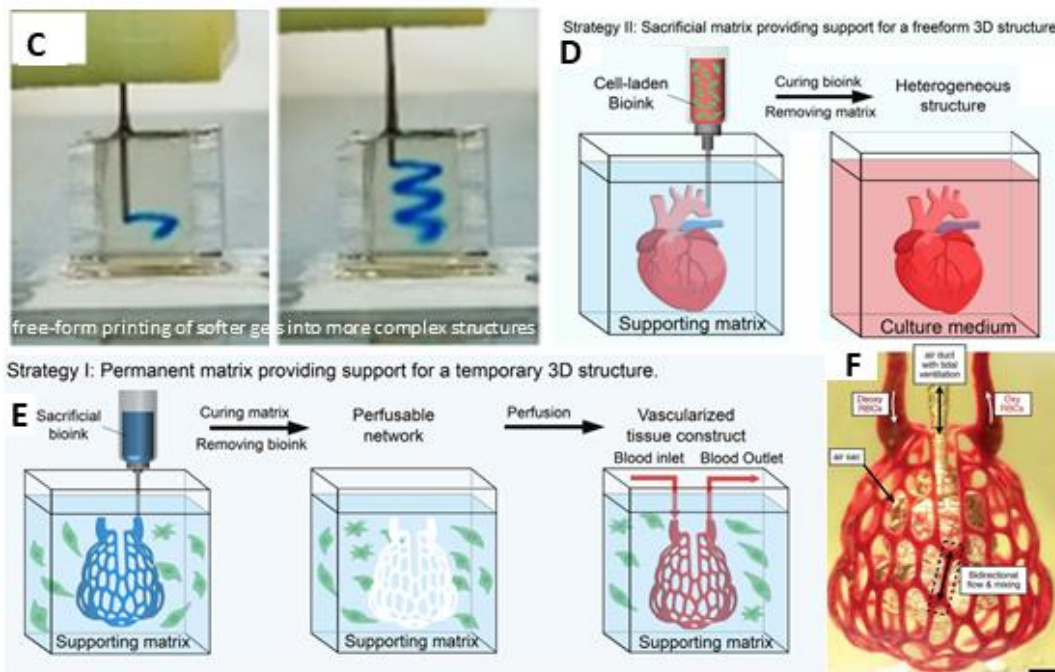 C
free-form printing of softer gels into more complex structures
Strategy II: Sacrificial matrix providing support for a freeform 3D structure
D
Cell-laden
Bioink
Curing bioink
Removing matrix
Heterogeneous
structure
Supporting matrix
Culture medium
Strategy I: Permanent matrix providing support for a temporary 3D structure.
E
Sacrificial
bioink
Curing matrix
Removing bioink
Perfusable
network
Perfusion
Vascularized
tissue construct
Blood inlet
Blood Outlet
Supporting matrix
Supporting matrix
Supporting matrix
F
air duct
with tidal
ventilation
Deoxy
RBCs
Oxy
RBCs
air sac
Bidirectional
flow & mixing